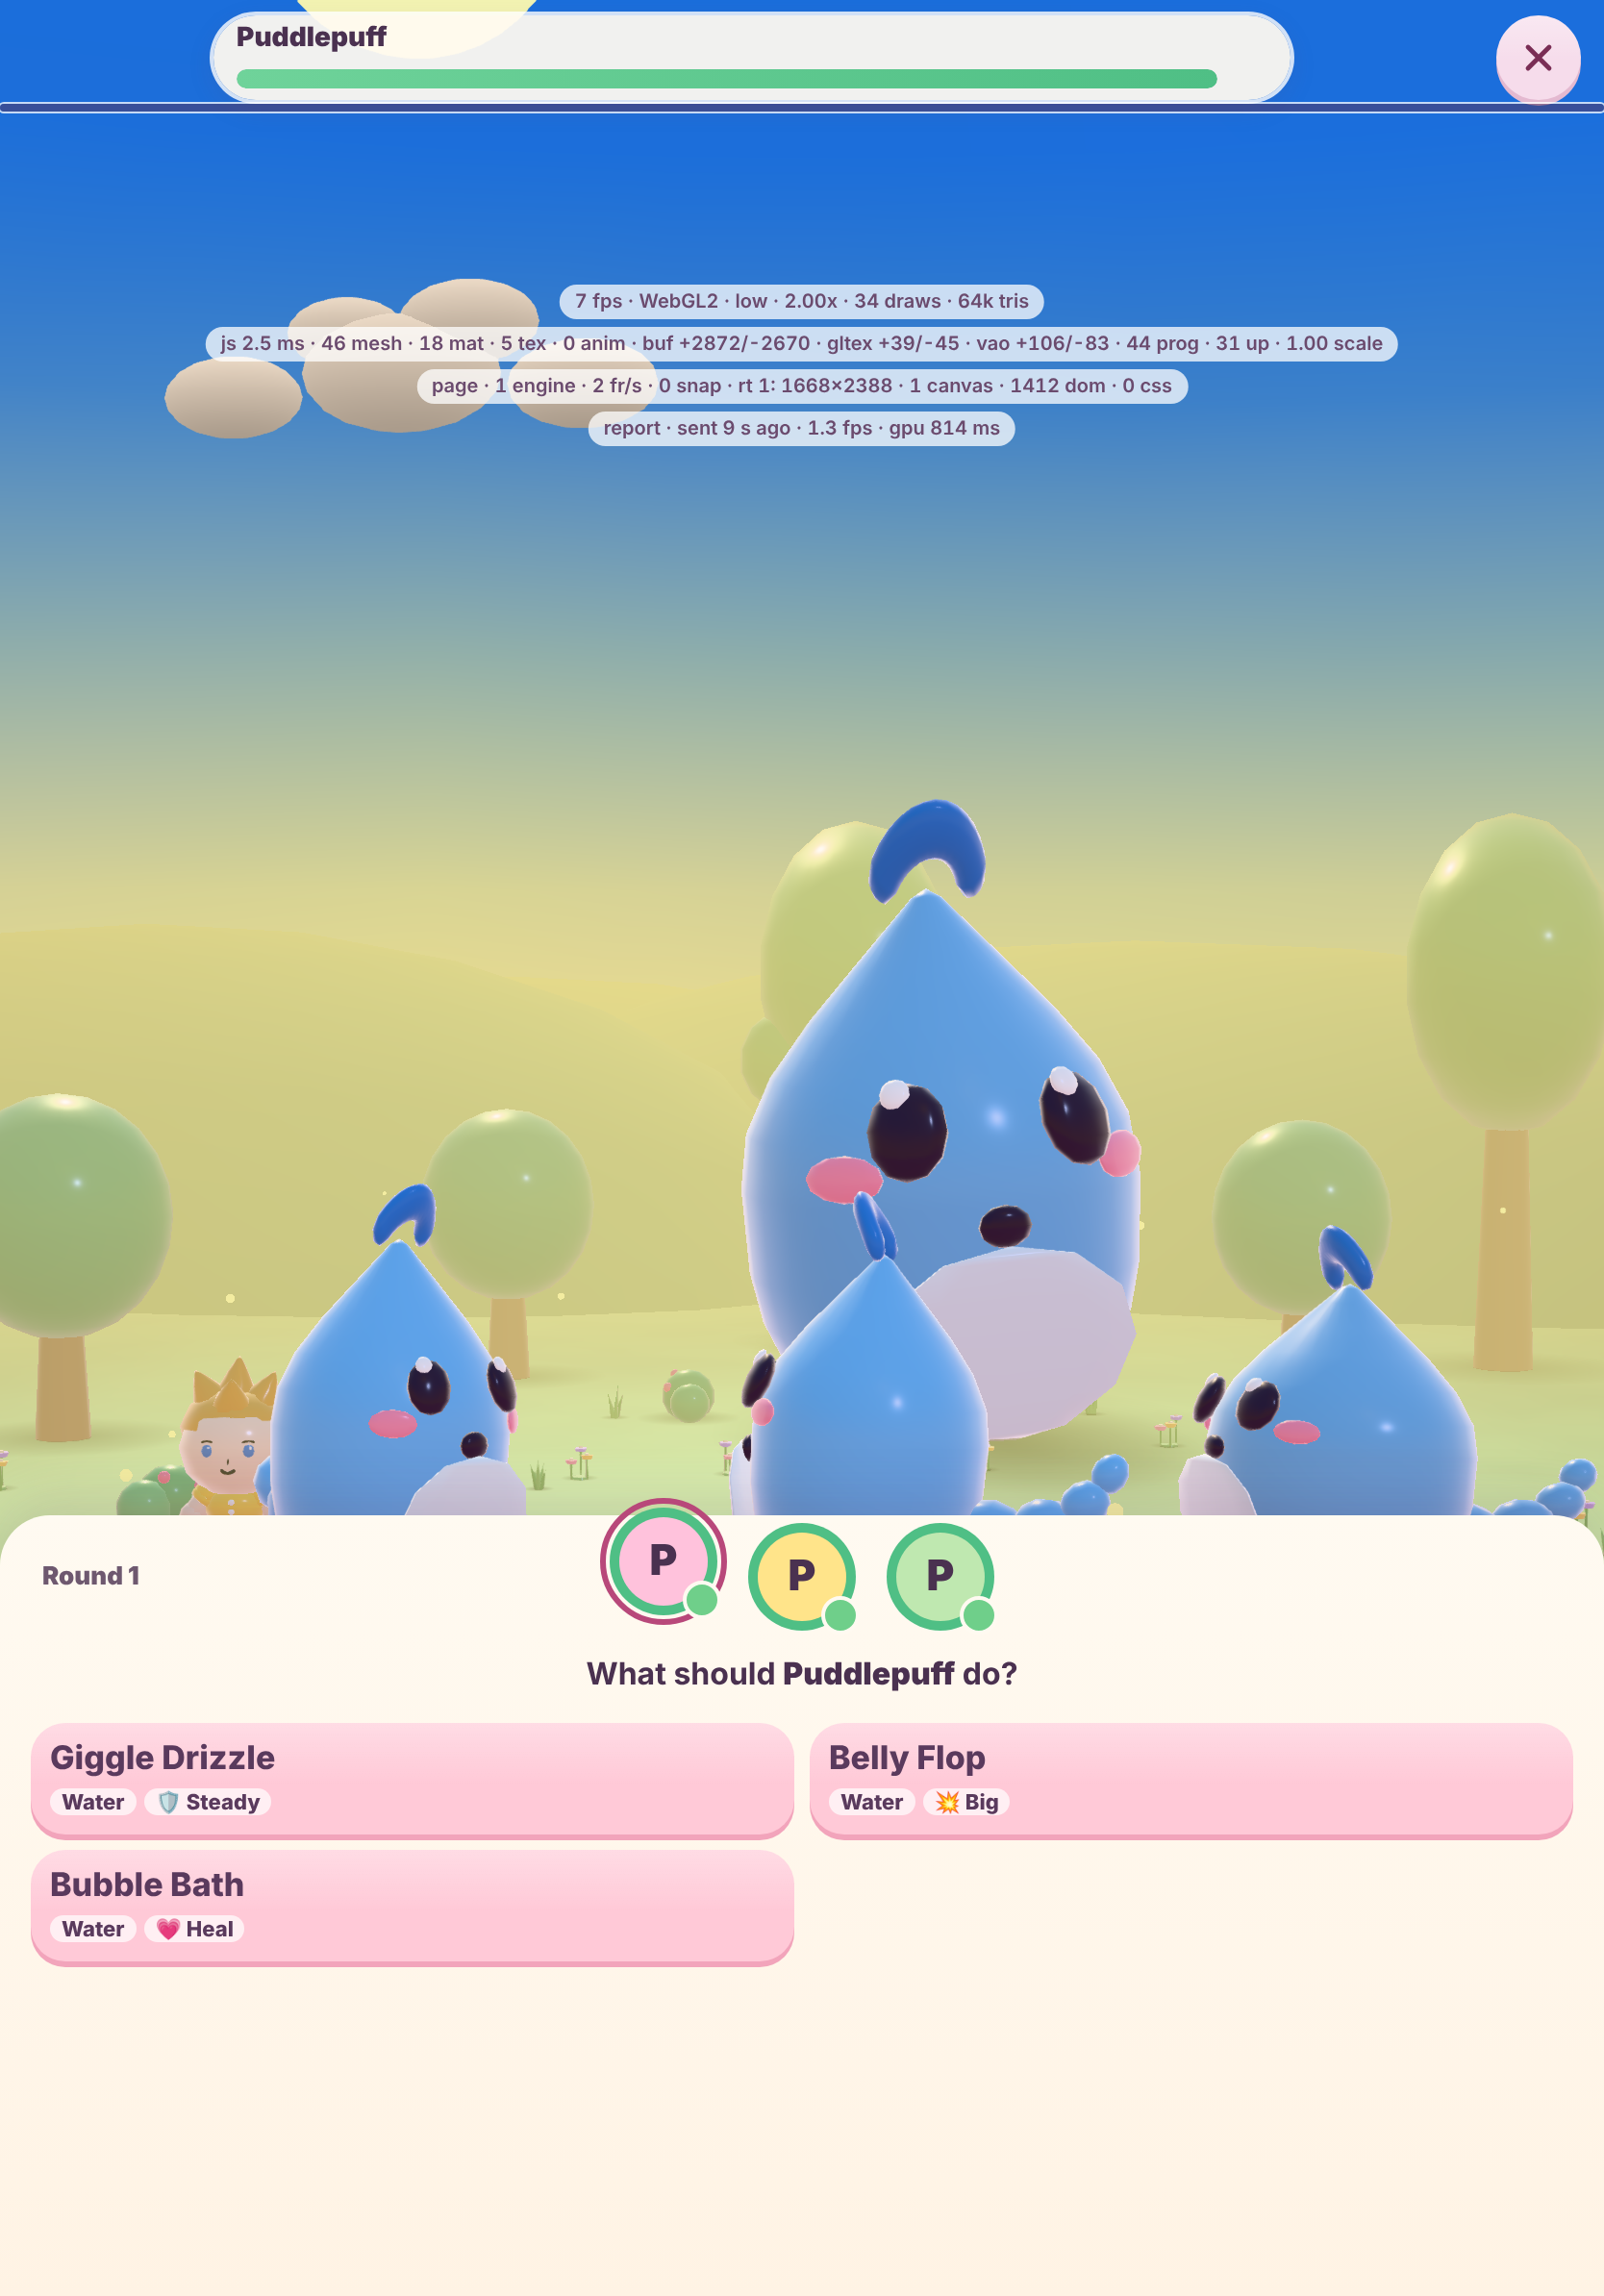 Puddlepuff
7 fps · WebGL2 · low · 2.00x · 34 draws · 64k tris
js 2.5 ms · 46 mesh · 18 mat · 5 tex · 0 anim · buf +2872/-2670 · gltex +39/-45 · vao +106/-83 · 44 prog · 31 up · 1.00 scale
page · 1 engine · 2 fr/s · 0 snap · rt 1: 1668×2388 · 1 canvas · 1412 dom · 0 css
report · sent 9 s ago · 1.3 fps · gpu 814 ms
Round 1
P P P
What should Puddlepuff do?
Giggle Drizzle
Water 🛡️ Steady
Belly Flop
Water 💥 Big
Bubble Bath
Water 💗 Heal